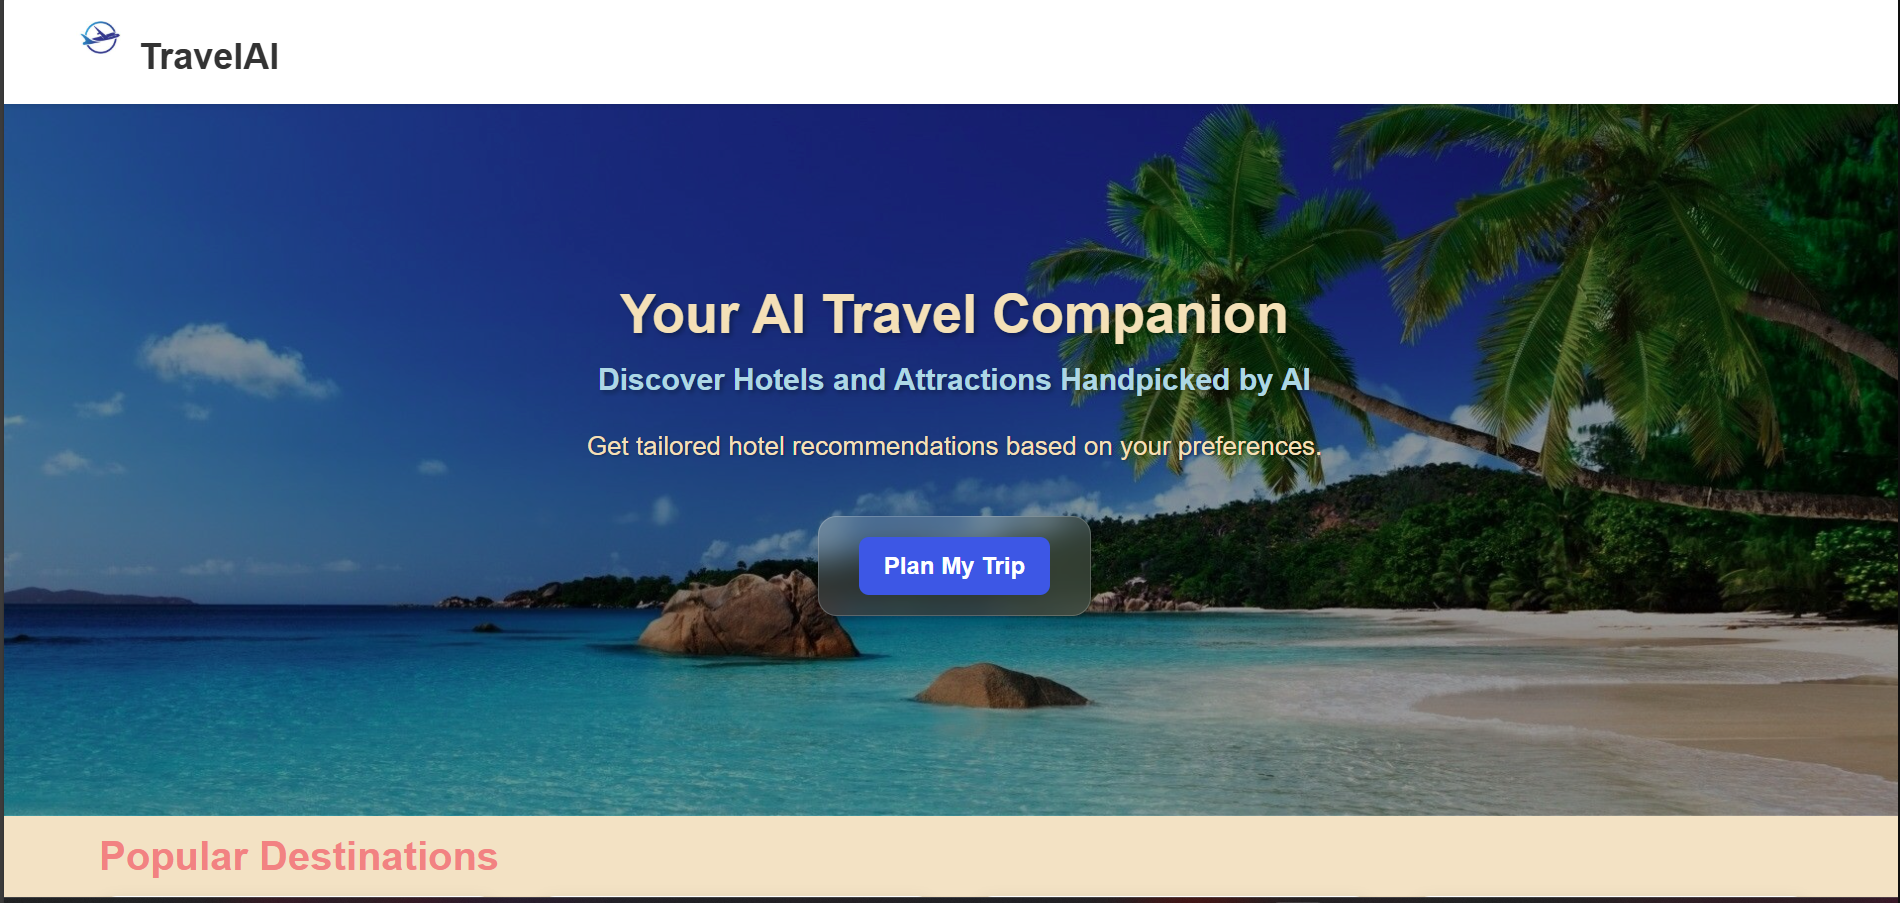 TravelAI
Your AI Travel Companion
Discover Hotels and Attractions Handpicked by AI
Get tailored hotel recommendations based on your preferences.
Plan My Trip
Popular Destinations